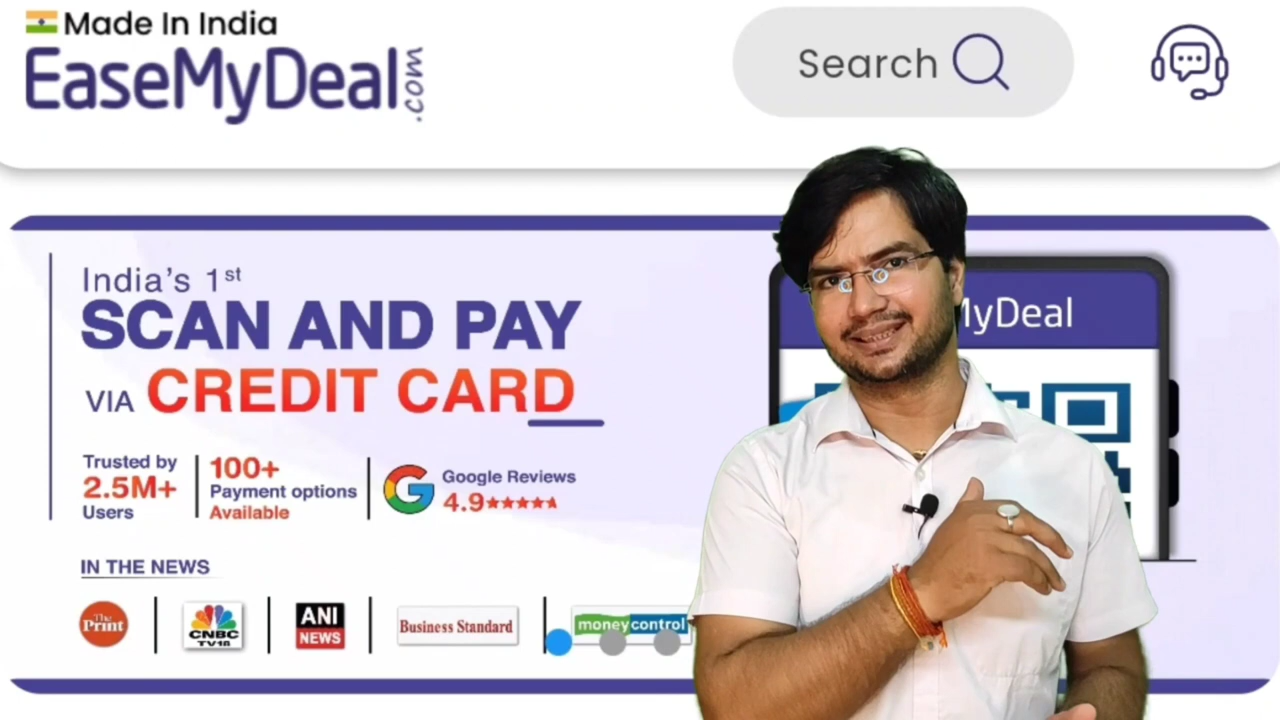 Made In India
EaseMyDeal.com
Search
India's 1st
SCAN AND PAY
VIA CREDIT CARD
Trusted by
2.5M+
Users
100+
Payment options
Available
Google Reviews
4.9
IN THE NEWS
The Print
CNBC
TV18
ANI
NEWS
Business Standard
moneycontrol
MyDeal